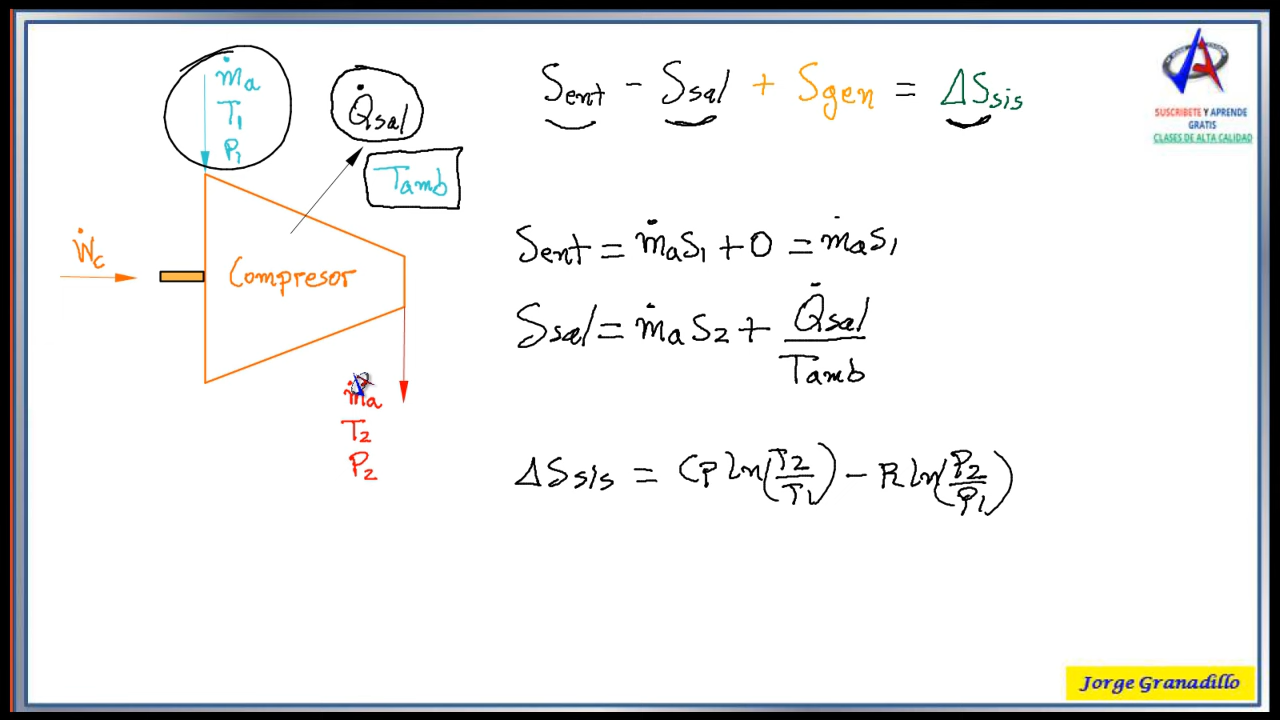 ṁa
T1
P1
Q̇sal
Tamb
Ẇc
Compresor
ṁa
T2
P2
Sent - Ssal + Sgen = ΔSsis
Sent = ṁaS1 + 0 = ṁaS1
Ssal = ṁaS2 + Q̇sal/Tamb
ΔSsis = CP ln(T2/T1) - R ln(P2/P1)
SUSCRIBETE Y APRENDE
GRATIS
CLASES DE ALTA CALIDAD
Jorge Granadillo